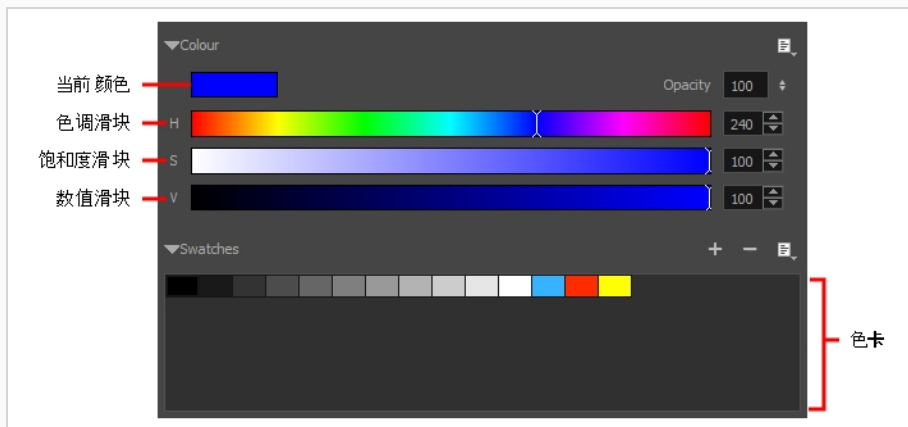 Colour
当前颜色
Opacity 100
色调滑块 H 240
饱和度滑块 S 100
数值滑块 V 100
Swatches + −
色卡